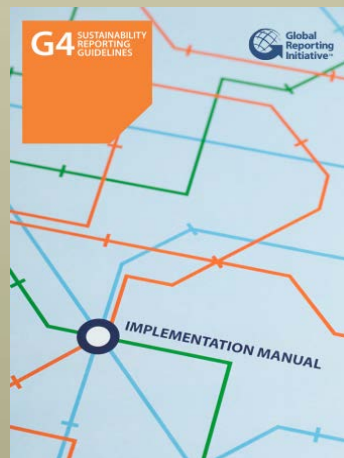 G4 SUSTAINABILITY
REPORTING
GUIDELINES
Global
Reporting
Initiative™
IMPLEMENTATION MANUAL